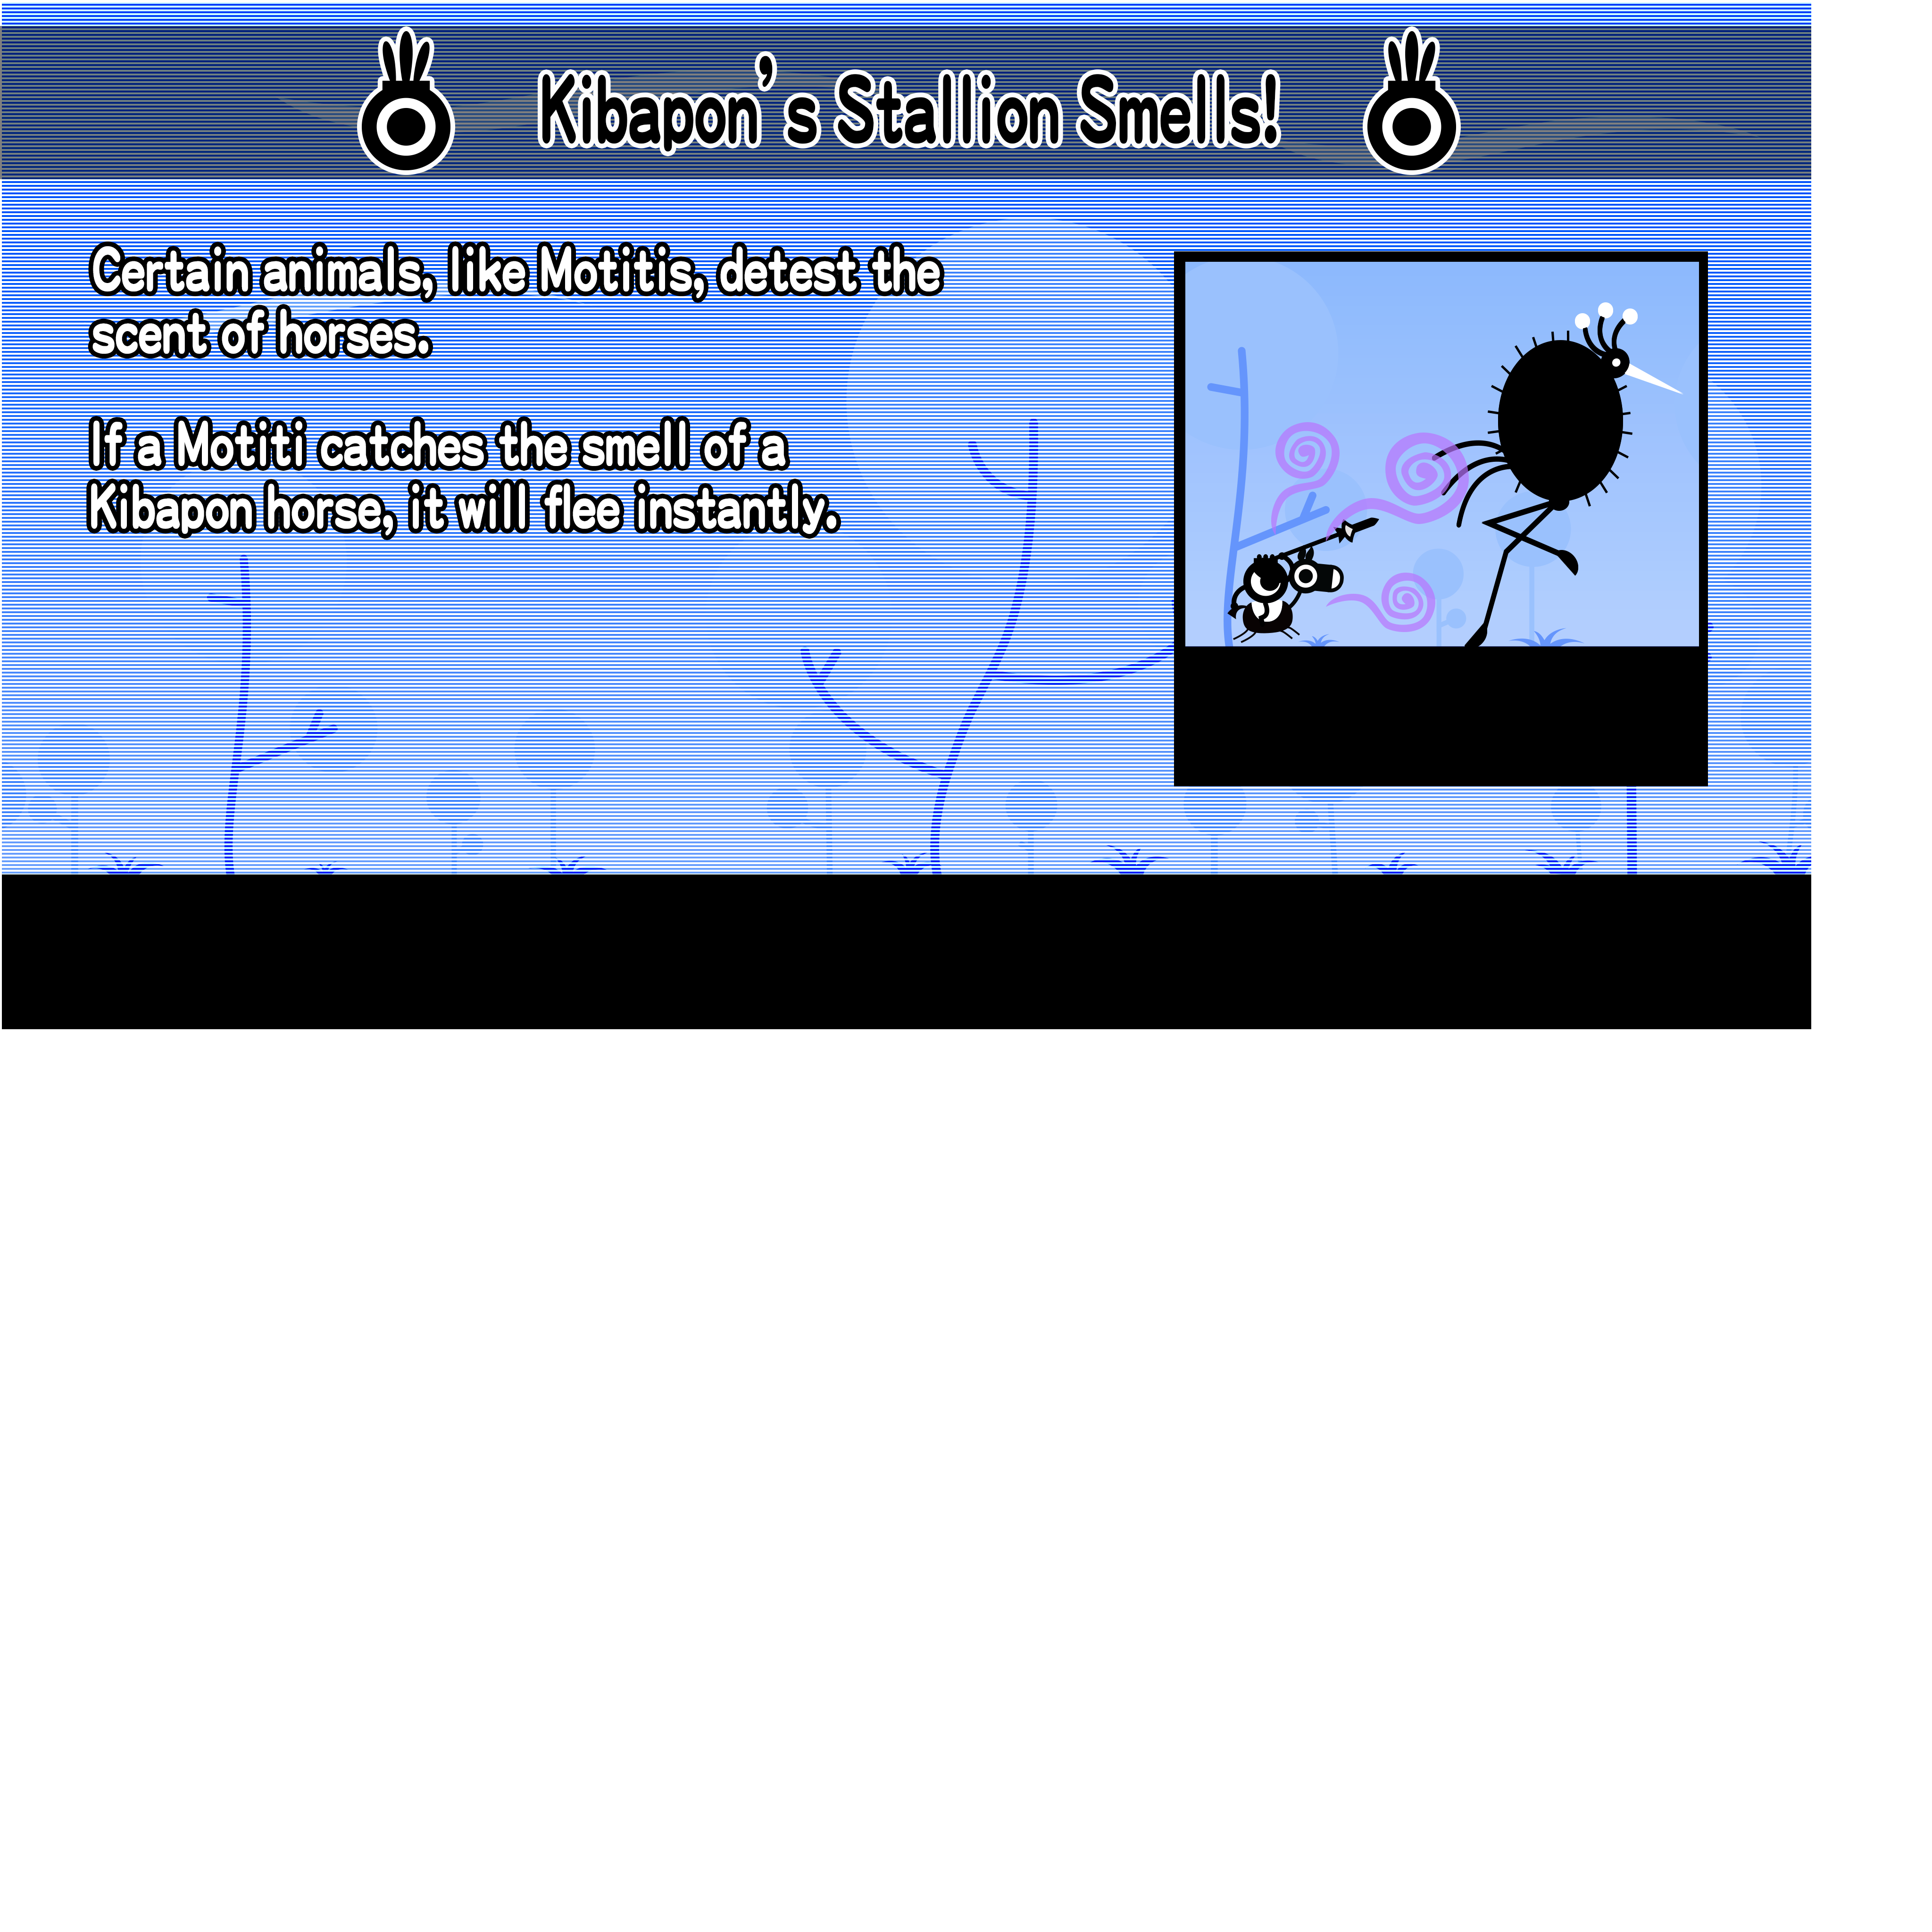 Kibapon's Stallion Smells!
Certain animals, like Motitis, detest the
scent of horses.
If a Motiti catches the smell of a
Kibapon horse, it will flee instantly.